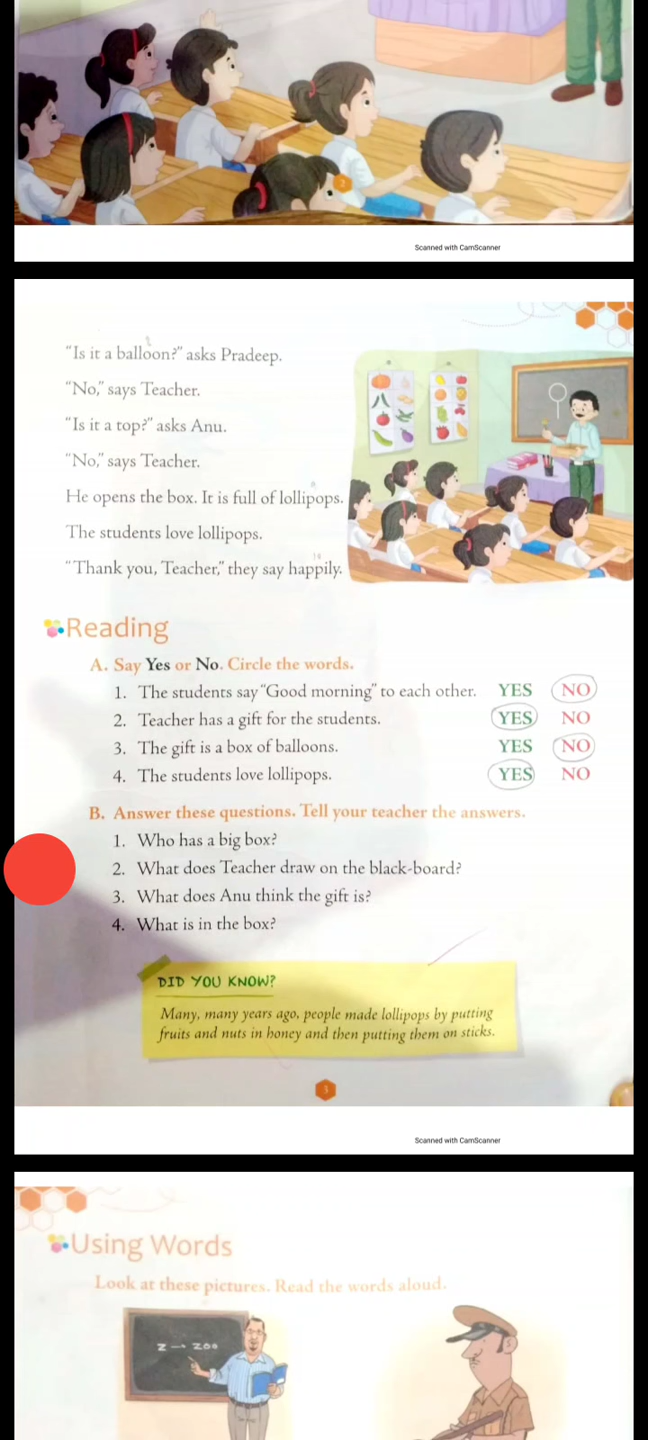 2
Scanned with CamScanner
"Is it a balloon?" asks Pradeep.
"No," says Teacher.
"Is it a top?" asks Anu.
"No," says Teacher.
He opens the box. It is full of lollipops.
The students love lollipops.
"Thank you, Teacher," they say happily.
Reading
A. Say Yes or No. Circle the words.
1. The students say "Good morning" to each other. YES NO
2. Teacher has a gift for the students. YES NO
3. The gift is a box of balloons. YES NO
4. The students love lollipops. YES NO
B. Answer these questions. Tell your teacher the answers.
1. Who has a big box?
2. What does Teacher draw on the black-board?
3. What does Anu think the gift is?
4. What is in the box?
DID YOU KNOW?
Many, many years ago, people made lollipops by putting
fruits and nuts in honey and then putting them on sticks.
3
Scanned with CamScanner
Using Words
Look at these pictures. Read the words aloud.
Z → Zoo